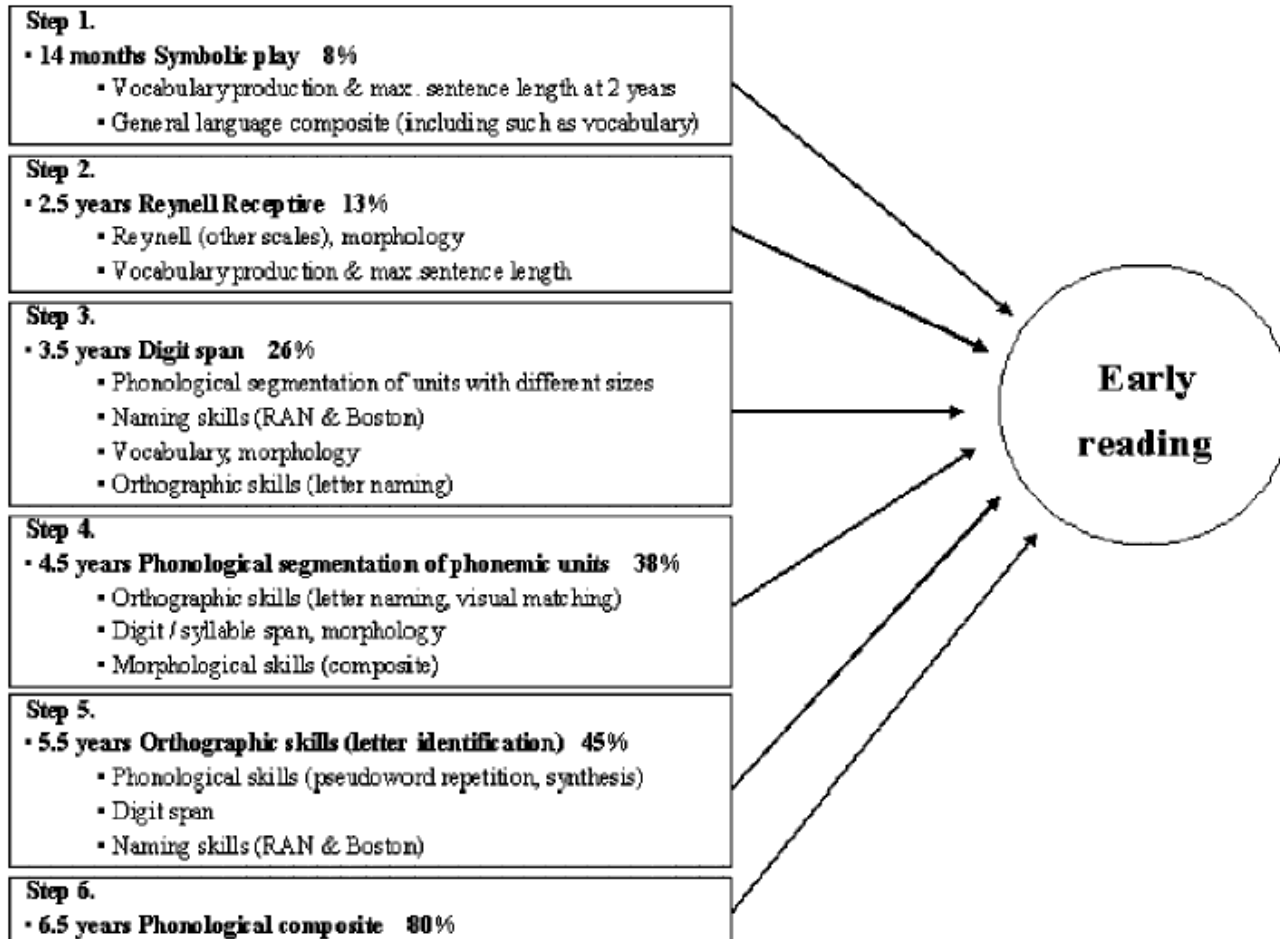 Step 1.
▪ 14 months Symbolic play 8%
▪ Vocabulary production & max. sentence length at 2 years
▪ General language composite (including such as vocabulary)
Step 2.
▪ 2.5 years Reynell Receptive 13%
▪ Reynell (other scales), morphology
▪ Vocabulary production & max.sentence length
Step 3.
▪ 3.5 years Digit span 26%
▪ Phonological segmentation of units with different sizes
▪ Naming skills (RAN & Boston)
▪ Vocabulary, morphology
▪ Orthographic skills (letter naming)
Step 4.
▪ 4.5 years Phonological segmentation of phonemic units 38%
▪ Orthographic skills (letter naming, visual matching)
▪ Digit / syllable span, morphology
▪ Morphological skills (composite)
Step 5.
▪ 5.5 years Orthographic skills (letter identification) 45%
▪ Phonological skills (pseudoword repetition, synthesis)
▪ Digit span
▪ Naming skills (RAN & Boston)
Step 6.
▪ 6.5 years Phonological composite 80%
Early
reading